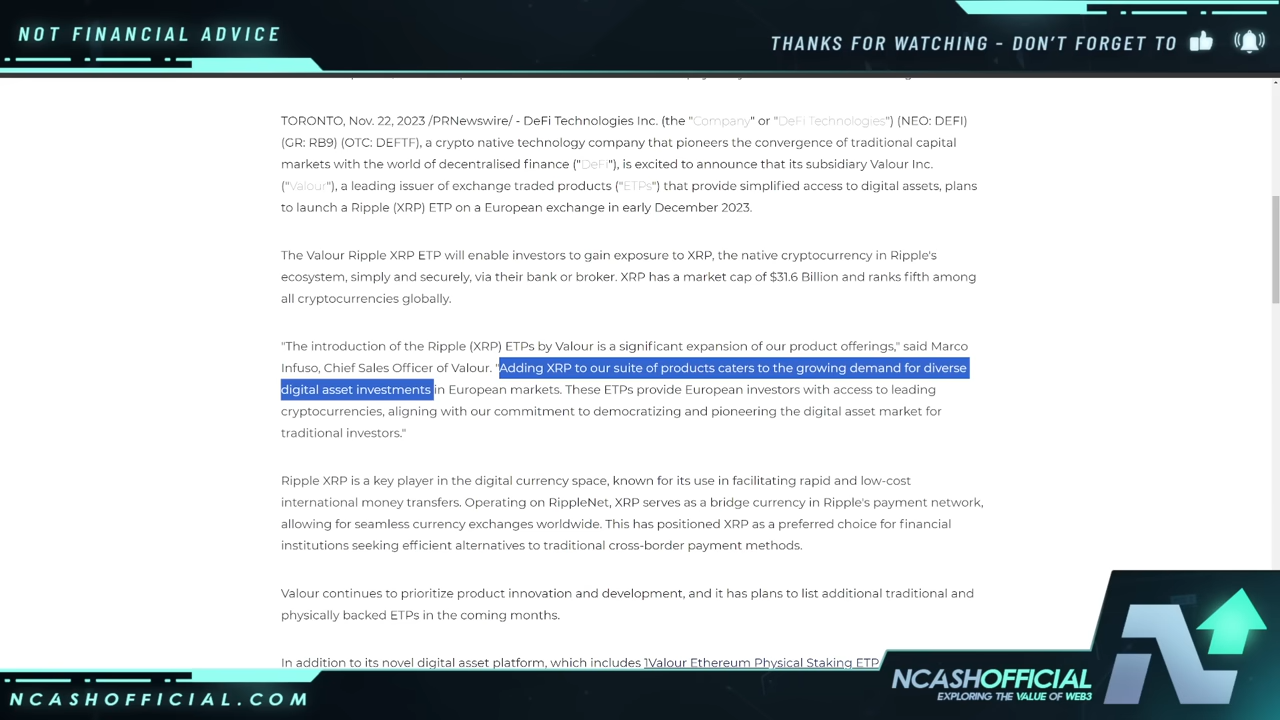 NOT FINANCIAL ADVICE
THANKS FOR WATCHING - DON'T FORGET TO
TORONTO, Nov. 22, 2023 /PRNewswire/ - DeFi Technologies Inc. (the "Company" or "DeFi Technologies") (NEO: DEFI)
(GR: RB9) (OTC: DEFTF), a crypto native technology company that pioneers the convergence of traditional capital
markets with the world of decentralised finance ("DeFi"), is excited to announce that its subsidiary Valour Inc.
("Valour"), a leading issuer of exchange traded products ("ETPs") that provide simplified access to digital assets, plans
to launch a Ripple (XRP) ETP on a European exchange in early December 2023.
The Valour Ripple XRP ETP will enable investors to gain exposure to XRP, the native cryptocurrency in Ripple's
ecosystem, simply and securely, via their bank or broker. XRP has a market cap of $31.6 Billion and ranks fifth among
all cryptocurrencies globally.
"The introduction of the Ripple (XRP) ETPs by Valour is a significant expansion of our product offerings," said Marco
Infuso, Chief Sales Officer of Valour. "Adding XRP to our suite of products caters to the growing demand for diverse
digital asset investments in European markets. These ETPs provide European investors with access to leading
cryptocurrencies, aligning with our commitment to democratizing and pioneering the digital asset market for
traditional investors."
Ripple XRP is a key player in the digital currency space, known for its use in facilitating rapid and low-cost
international money transfers. Operating on RippleNet, XRP serves as a bridge currency in Ripple's payment network,
allowing for seamless currency exchanges worldwide. This has positioned XRP as a preferred choice for financial
institutions seeking efficient alternatives to traditional cross-border payment methods.
Valour continues to prioritize product innovation and development, and it has plans to list additional traditional and
physically backed ETPs in the coming months.
In addition to its novel digital asset platform, which includes 1Valour Ethereum Physical Staking ETP
NCASHOFFICIAL
EXPLORING THE VALUE OF WEB3
NCASHOFFICIAL.COM